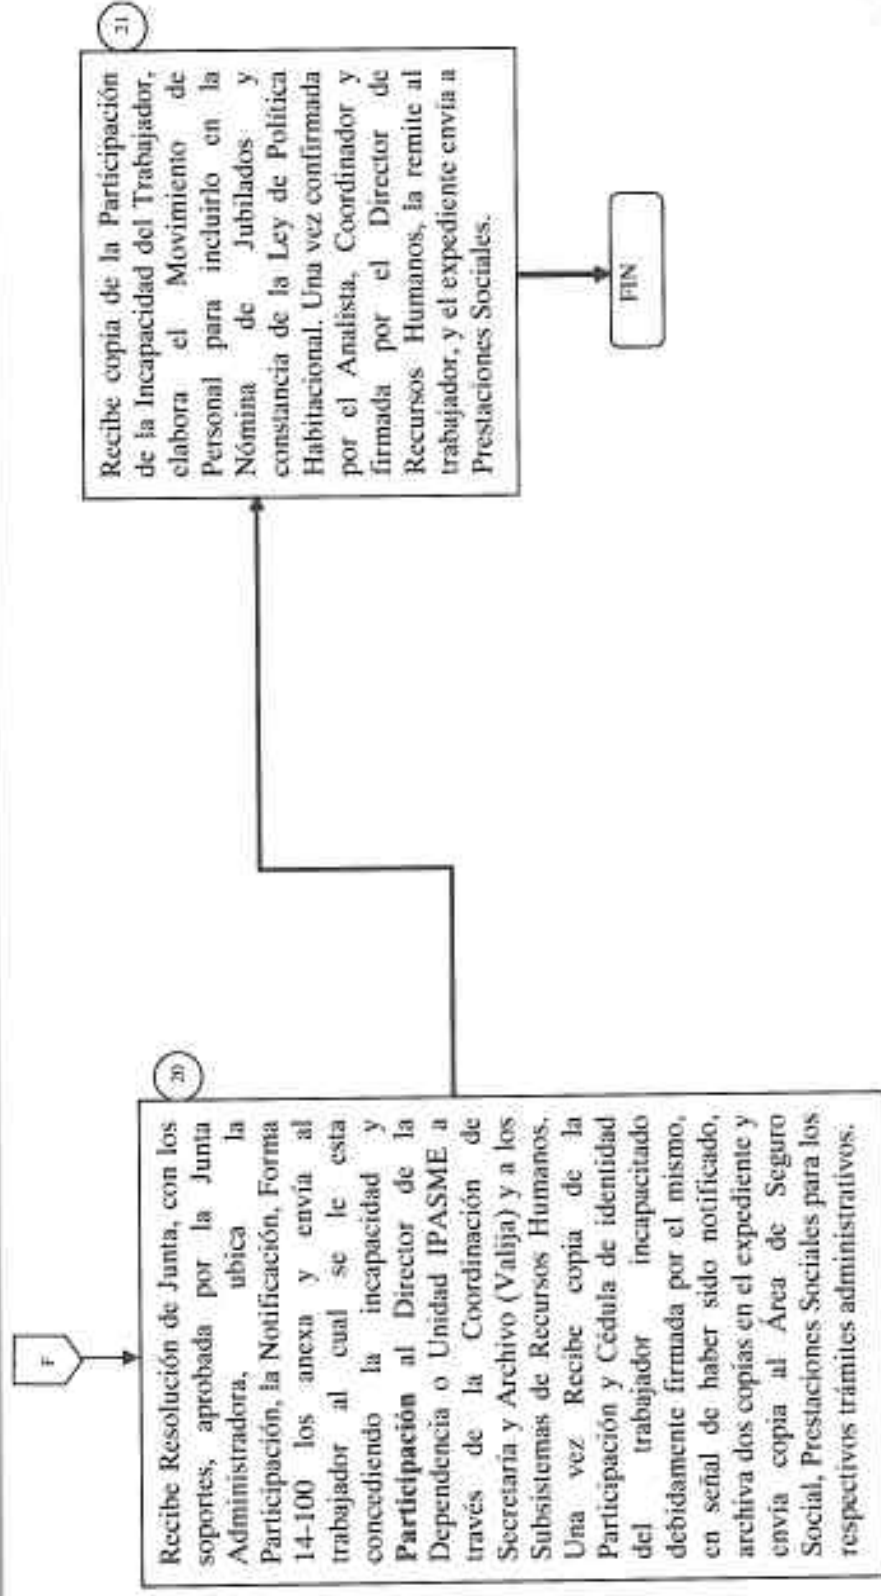 F
20
Recibe Resolución de Junta, con los
soportes, aprobada por la Junta
Administradora, ubica la
Participación, la Notificación, Forma
14-100 los anexa y envía al
trabajador al cual se le esta
concediendo la incapacidad y
Participación al Director de la
Dependencia o Unidad IPASME a
través de la Coordinación de
Secretaría y Archivo (Valija) y a los
Subsistemas de Recursos Humanos.
Una vez Recibe copia de la
Participación y Cédula de identidad
del trabajador incapacitado
debidamente firmada por el mismo,
en señal de haber sido notificado,
archiva dos copias en el expediente y
envía copia al Área de Seguro
Social, Prestaciones Sociales para los
respectivos trámites administrativos.
21
Recibe copia de la Participación
de la Incapacidad del Trabajador,
elabora el Movimiento de
Personal para incluirlo en la
Nómina de Jubilados y
constancia de la Ley de Política
Habitacional. Una vez confirmada
por el Analista, Coordinador y
firmada por el Director de
Recursos Humanos, la remite al
trabajador, y el expediente envía a
Prestaciones Sociales.
FIN